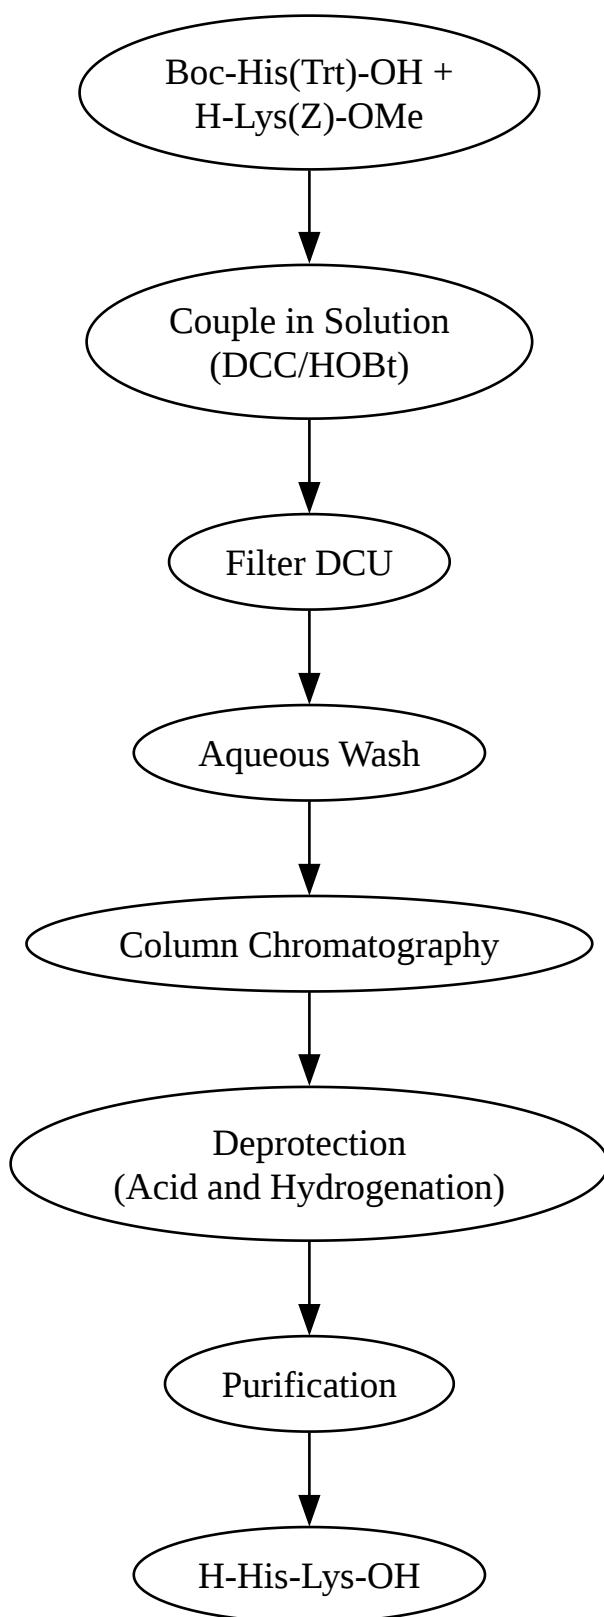 Boc-His(Trt)-OH +
H-Lys(Z)-OMe
Couple in Solution
(DCC/HOBt)
Filter DCU
Aqueous Wash
Column Chromatography
Deprotection
(Acid and Hydrogenation)
Purification
H-His-Lys-OH